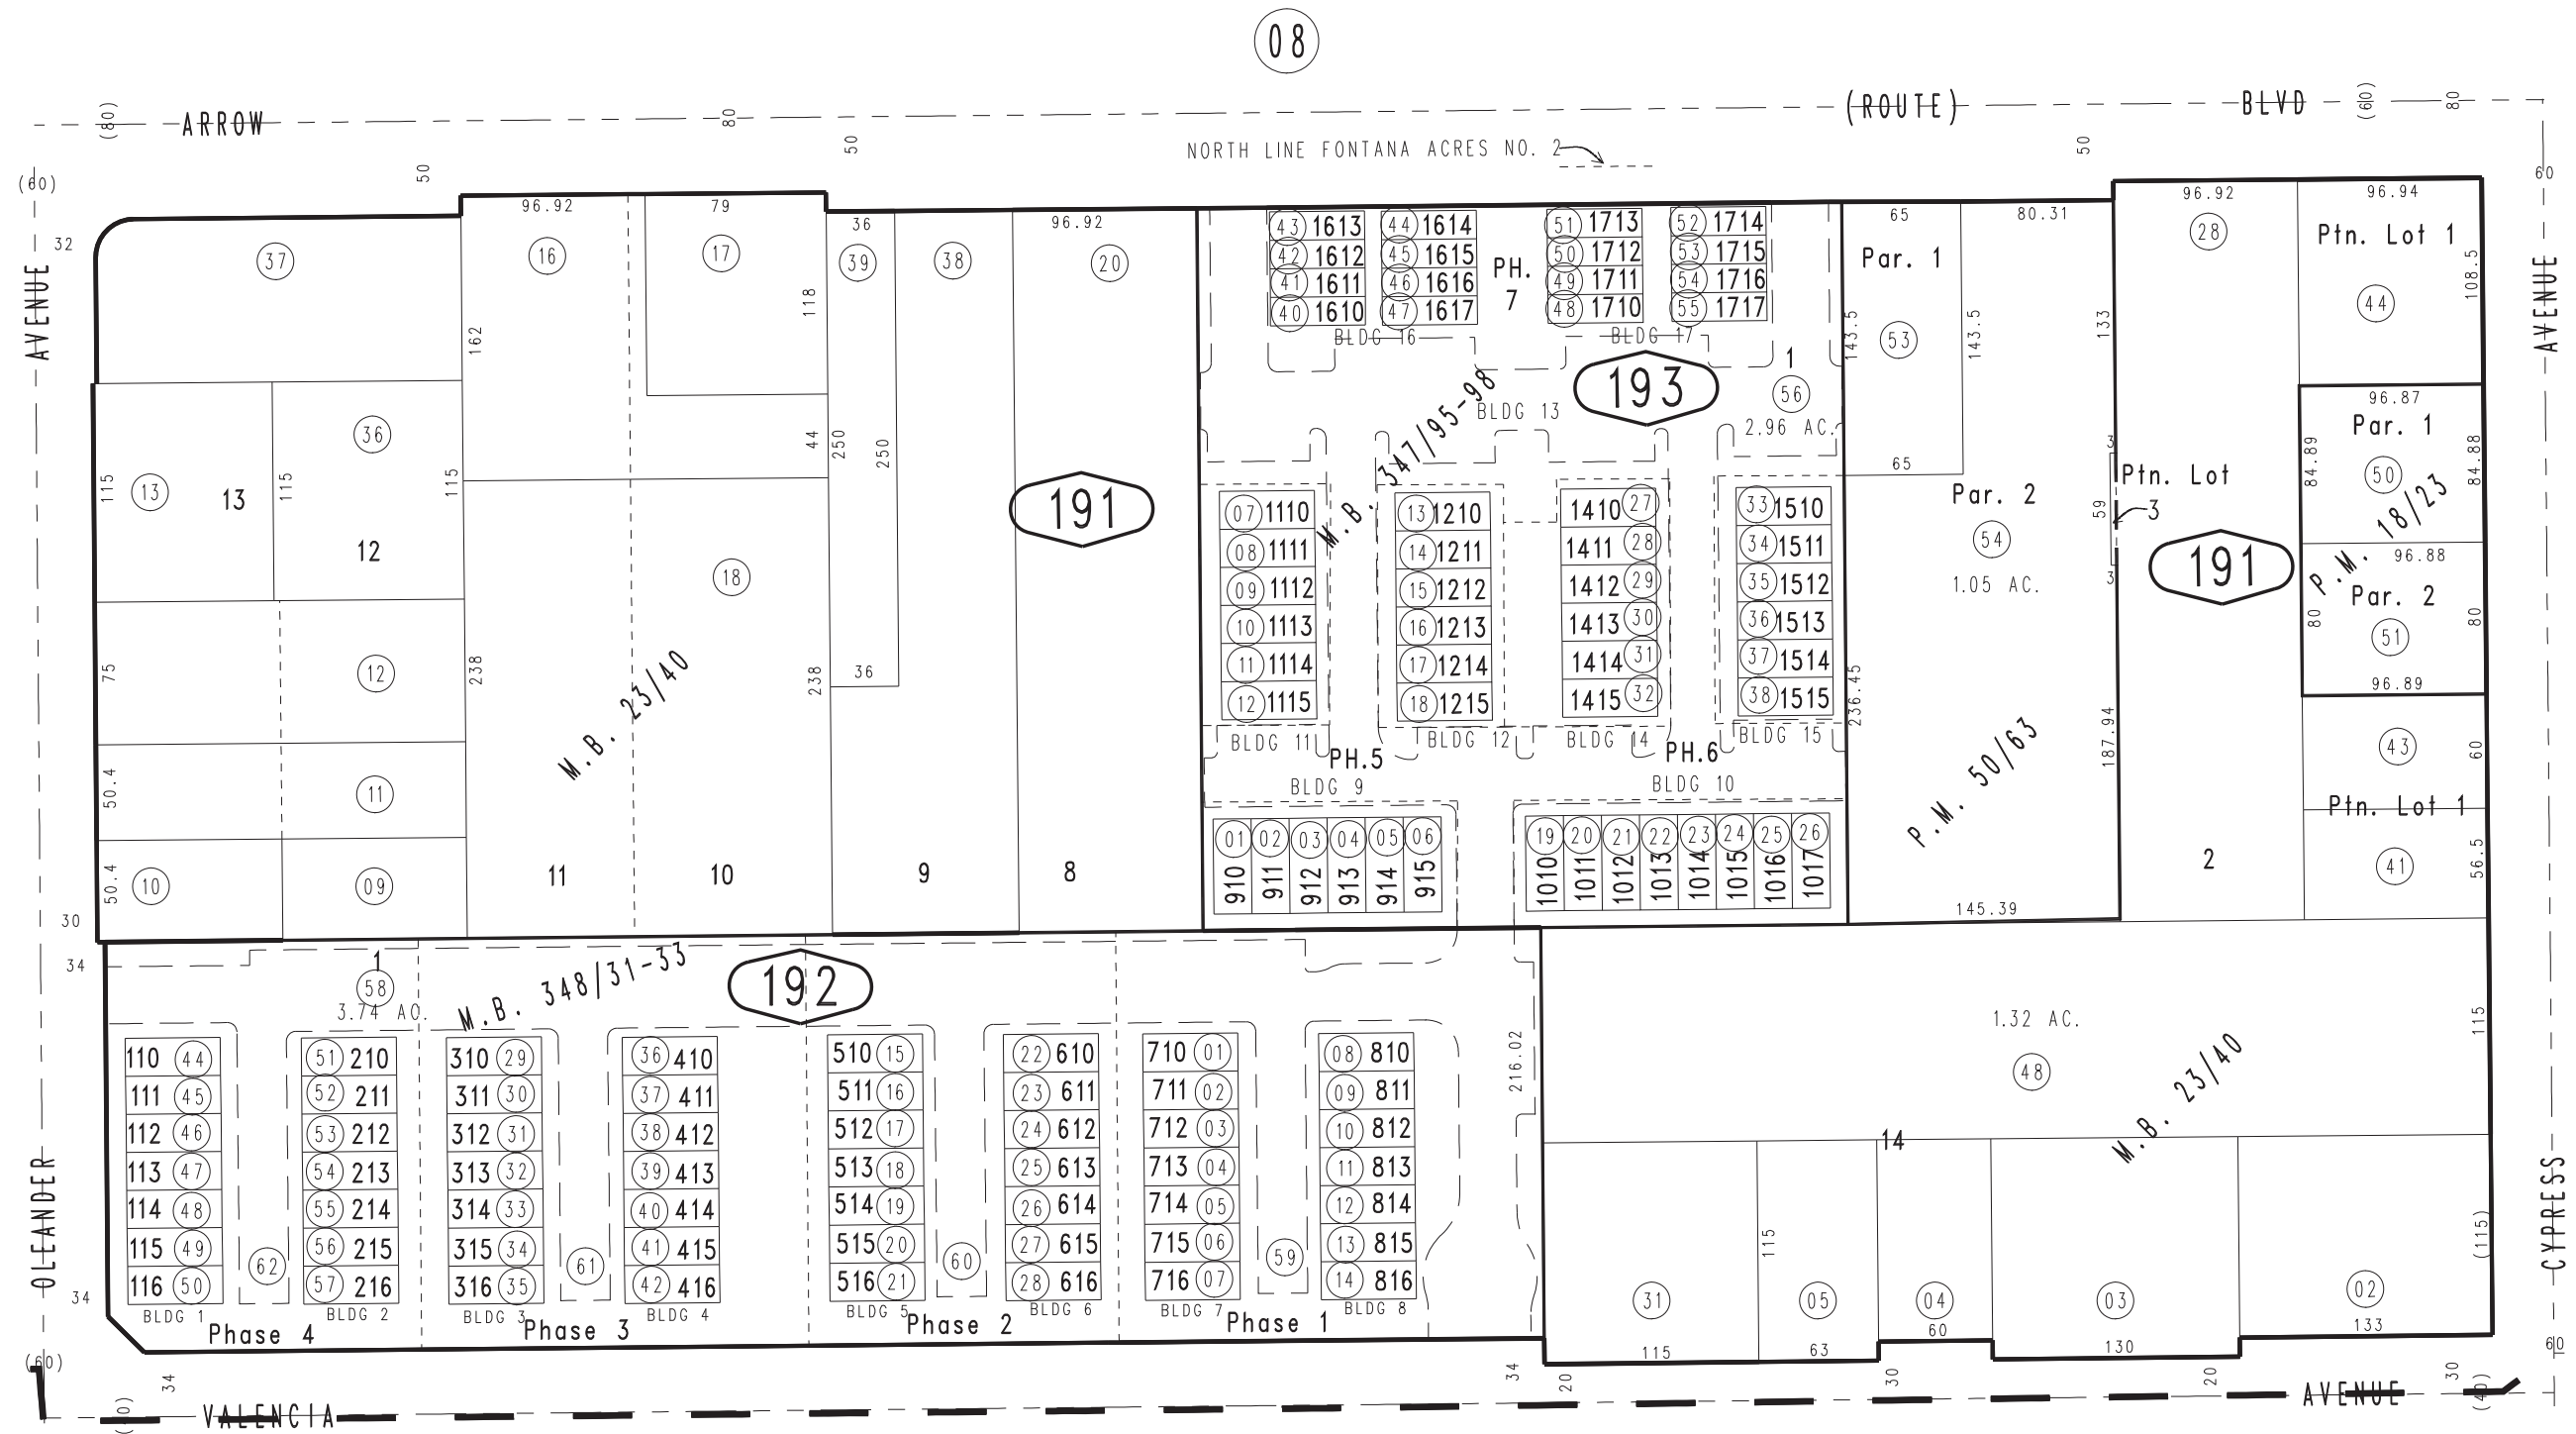 08
(80) ARROW 80 (ROUTE) BLVD (60) 80
50 50 NORTH LINE FONTANA ACRES NO. 2 50
(60) 60
AVENUE
32
37
96.92 79
16 17
162 118
44
36 96.92
39 38 20
250 250
36
191
115 13 13 115 36 115
12
75 12
238 238
18
M.B. 23/40
50.4 11
50.4 10 09
11 10 9 8
30
43 1613 44 1614 51 1713 52 1714
42 1612 45 1615 50 1712 53 1715
41 1611 46 1616 49 1711 54 1716
40 1610 47 1617 48 1710 55 1717
PH.
7
BLDG 16 BLDG 17
193
1
56
2.96 AC.
M.B. 347/95-98
BLDG 13
07 1110 13 1210 1410 27 33 1510
08 1111 14 1211 1411 28 34 1511
09 1112 15 1212 1412 29 35 1512
10 1113 16 1213 1413 30 36 1513
11 1114 17 1214 1414 31 37 1514
12 1115 18 1215 1415 32 38 1515
BLDG 11 BLDG 12 BLDG 14 BLDG 15
PH.5 PH.6
BLDG 9 BLDG 10
01 02 03 04 05 06 19 20 21 22 23 24 25 26
910 911 912 913 914 915 1010 1011 1012 1013 1014 1015 1016 1017
65 80.31
Par. 1
143.5 53 143.5
133
65
Par. 2
54
1.05 AC.
236.45
P.M. 50/63
187.94
145.39
3
59
3
Ptn. Lot
3
191
96.92 96.94
28
Ptn. Lot 1
108.5
44
96.87
Par. 1
84.89 50 84.88
P.M. 18/23
96.88
Par. 2
80 51 80
96.89
43 60
Ptn. Lot 1
2
41 56.5
AVENUE
34
1
58
3.74 AC.
M.B. 348/31-33
192
110 44 51 210 310 29 36 410 510 15 22 610 710 01 08 810
111 45 52 211 311 30 37 411 511 16 23 611 711 02 09 811
112 46 53 212 312 31 38 412 512 17 24 612 712 03 10 812
113 47 54 213 313 32 39 413 513 18 25 613 713 04 11 813
114 48 55 214 314 33 40 414 514 19 26 614 714 05 12 814
115 49 56 215 315 34 41 415 515 20 27 615 715 06 13 815
116 50 57 216 316 35 42 416 516 21 28 616 716 07 14 816
62 61 60 59
BLDG 1 BLDG 2 BLDG 3 BLDG 4 BLDG 5 BLDG 6 BLDG 7 BLDG 8
Phase 4 Phase 3 Phase 2 Phase 1
216.02
1.32 AC.
48
115
M.B. 23/40
14
115 (115)
31 05 04 03 02
115 63 60 130 133
OLEANDER
34
CYPRESS
(60) 60
34 34 20 30 20 30
(40) VALENCIA AVENUE (40)